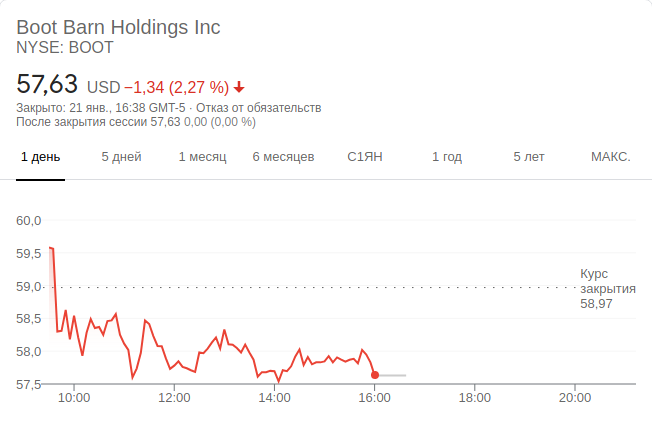 Boot Barn Holdings Inc
NYSE: BOOT
57,63 USD −1,34 (2,27 %)
Закрыто: 21 янв., 16:38 GMT-5 · Отказ от обязательств
После закрытия сессии 57,63 0,00 (0,00 %)
1 день 5 дней 1 месяц 6 месяцев С1ЯН 1 год 5 лет МАКС.
60,0
59,5
59,0
58,5
58,0
57,5
Курс
закрытия
58,97
10:00 12:00 14:00 16:00 18:00 20:00